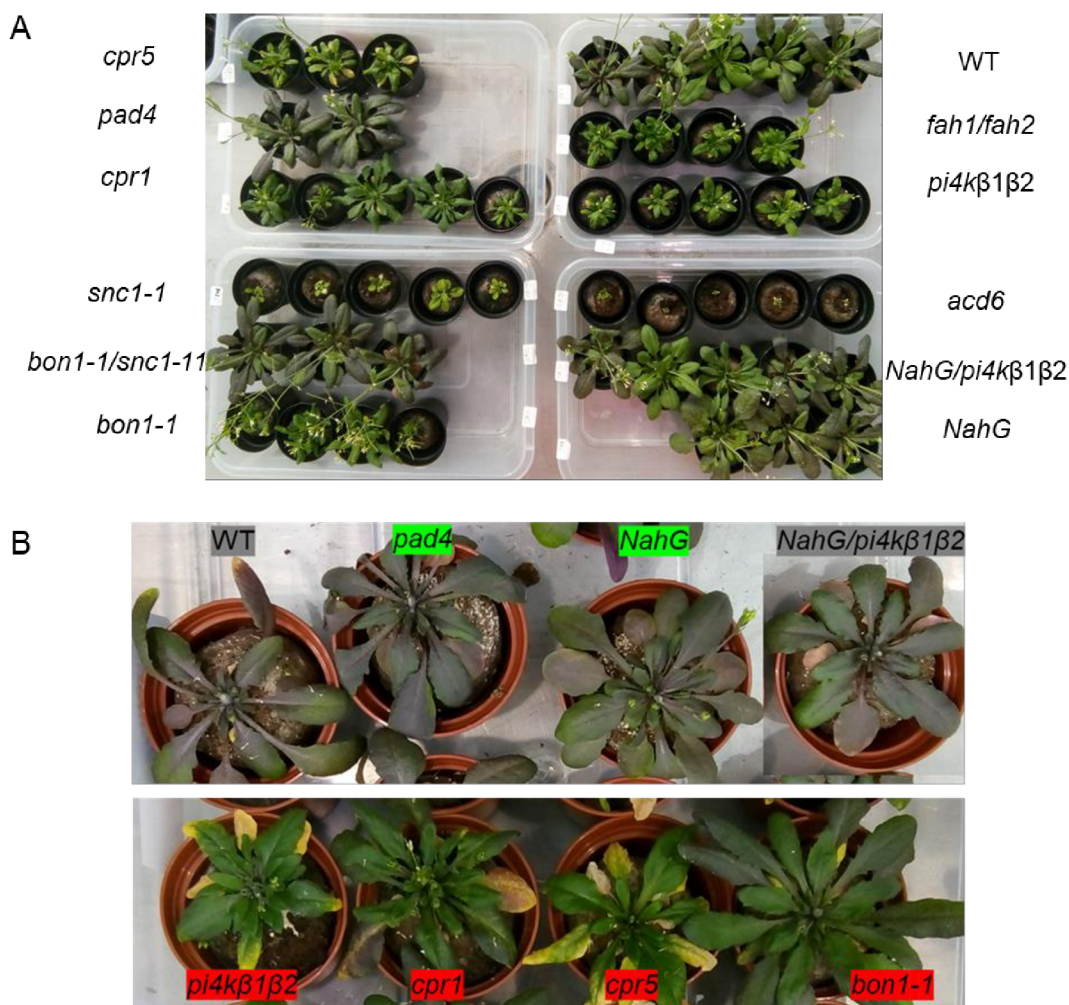 A
cpr5
WT
pad4
fah1/fah2
cpr1
pi4kβ1β2
snc1-1
acd6
bon1-1/snc1-11
NahG/pi4kβ1β2
bon1-1
NahG
B
WT
pad4
NahG
NahG/pi4kβ1β2
pi4kβ1β2
cpr1
cpr5
bon1-1